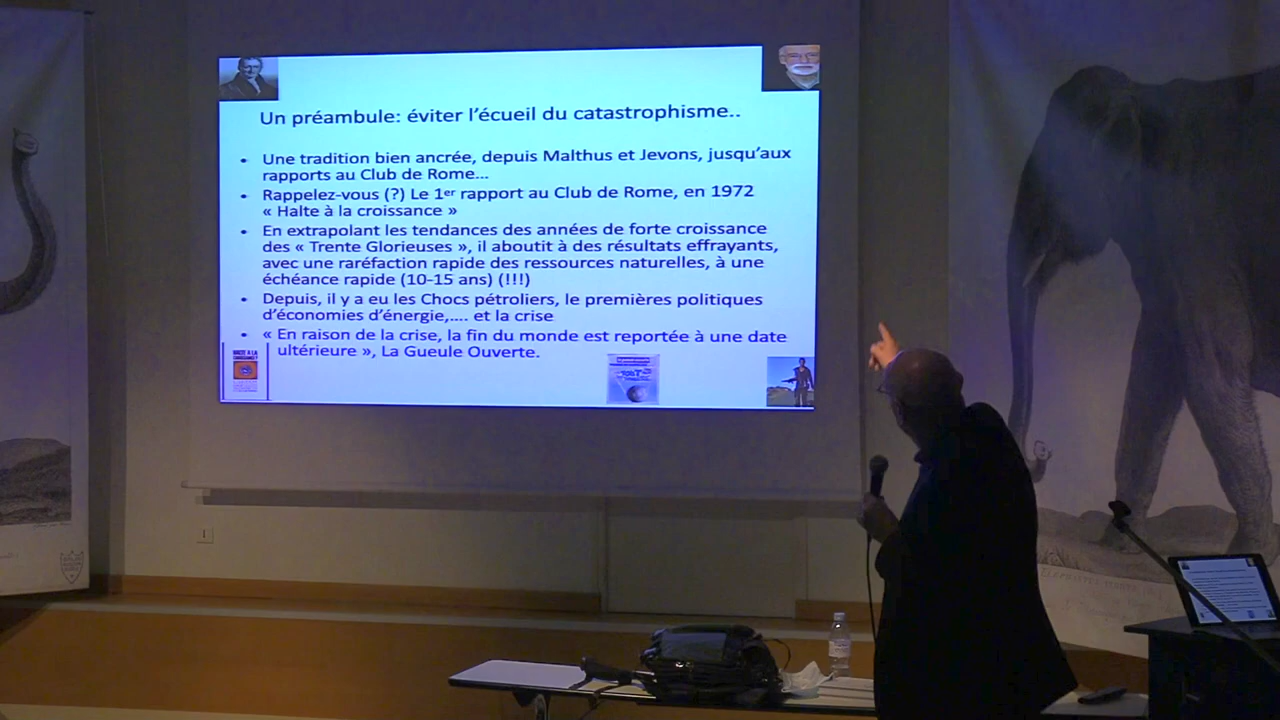 Un préambule: éviter l'écueil du catastrophisme..
• Une tradition bien ancrée, depuis Malthus et Jevons, jusqu'aux
rapports au Club de Rome...
• Rappelez-vous (?) Le 1er rapport au Club de Rome, en 1972
« Halte à la croissance »
• En extrapolant les tendances des années de forte croissance
des « Trente Glorieuses », il aboutit à des résultats effrayants,
avec une raréfaction rapide des ressources naturelles, à une
échéance rapide (10-15 ans) (!!!)
• Depuis, il y a eu les Chocs pétroliers, le premières politiques
d'économies d'énergie,.... et la crise
• « En raison de la crise, la fin du monde est reportée à une date
ultérieure », La Gueule Ouverte.
HALTE A LA
CROISSANCE?